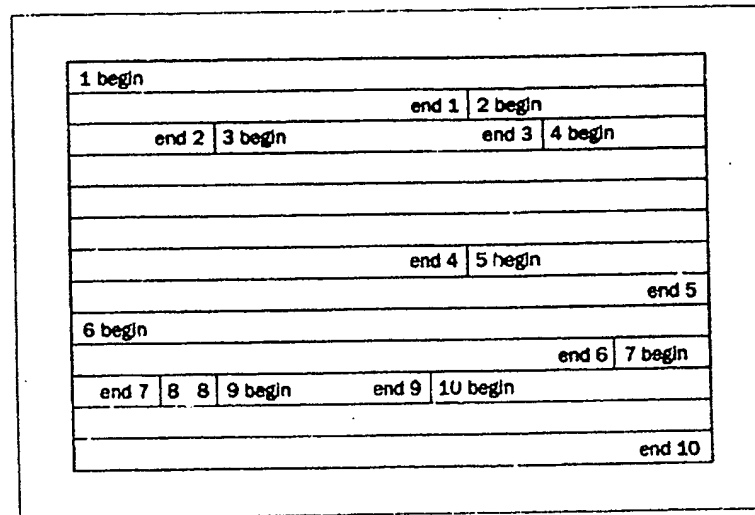 1 begin
end 1 2 begin
end 2 3 begin end 3 4 begin
end 4 5 begin
end 5
6 begin
end 6 7 begin
end 7 8 8 9 begin end 9 10 begin
end 10